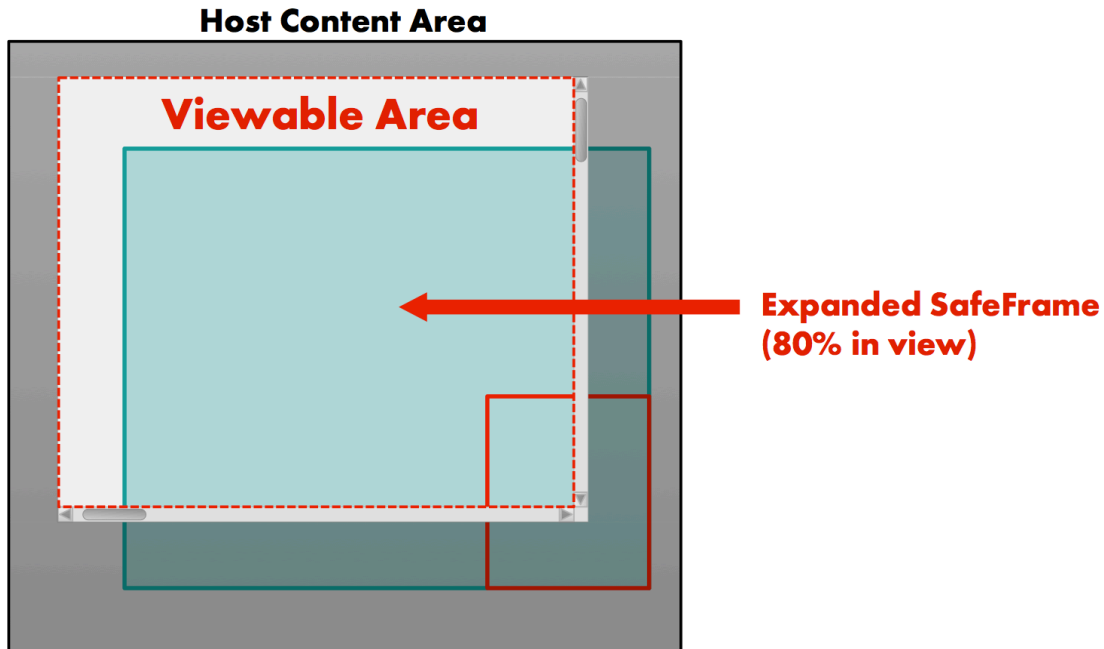 Host Content Area
Viewable Area
Expanded SafeFrame
(80% in view)